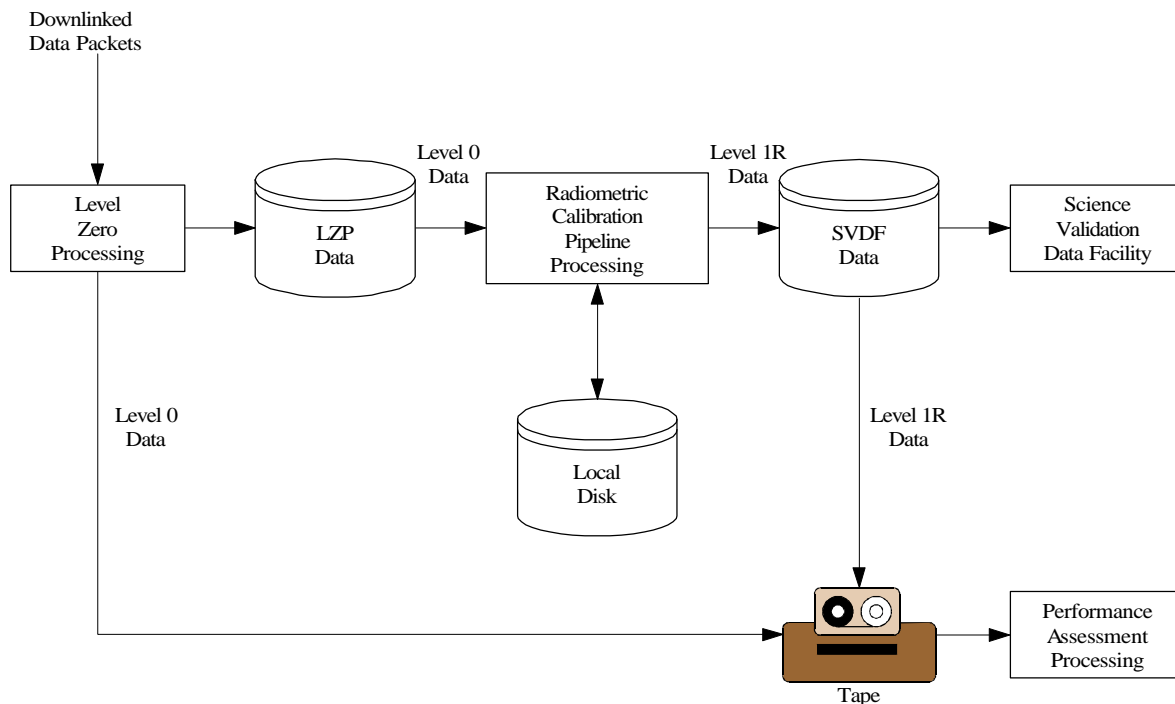 Downlinked
Data Packets
Level 0
Data
Level 1R
Data
Level
Zero
Processing
LZP
Data
Radiometric
Calibration
Pipeline
Processing
SVDF
Data
Science
Validation
Data Facility
Level 0
Data
Local
Disk
Level 1R
Data
Performance
Assessment
Processing
Tape